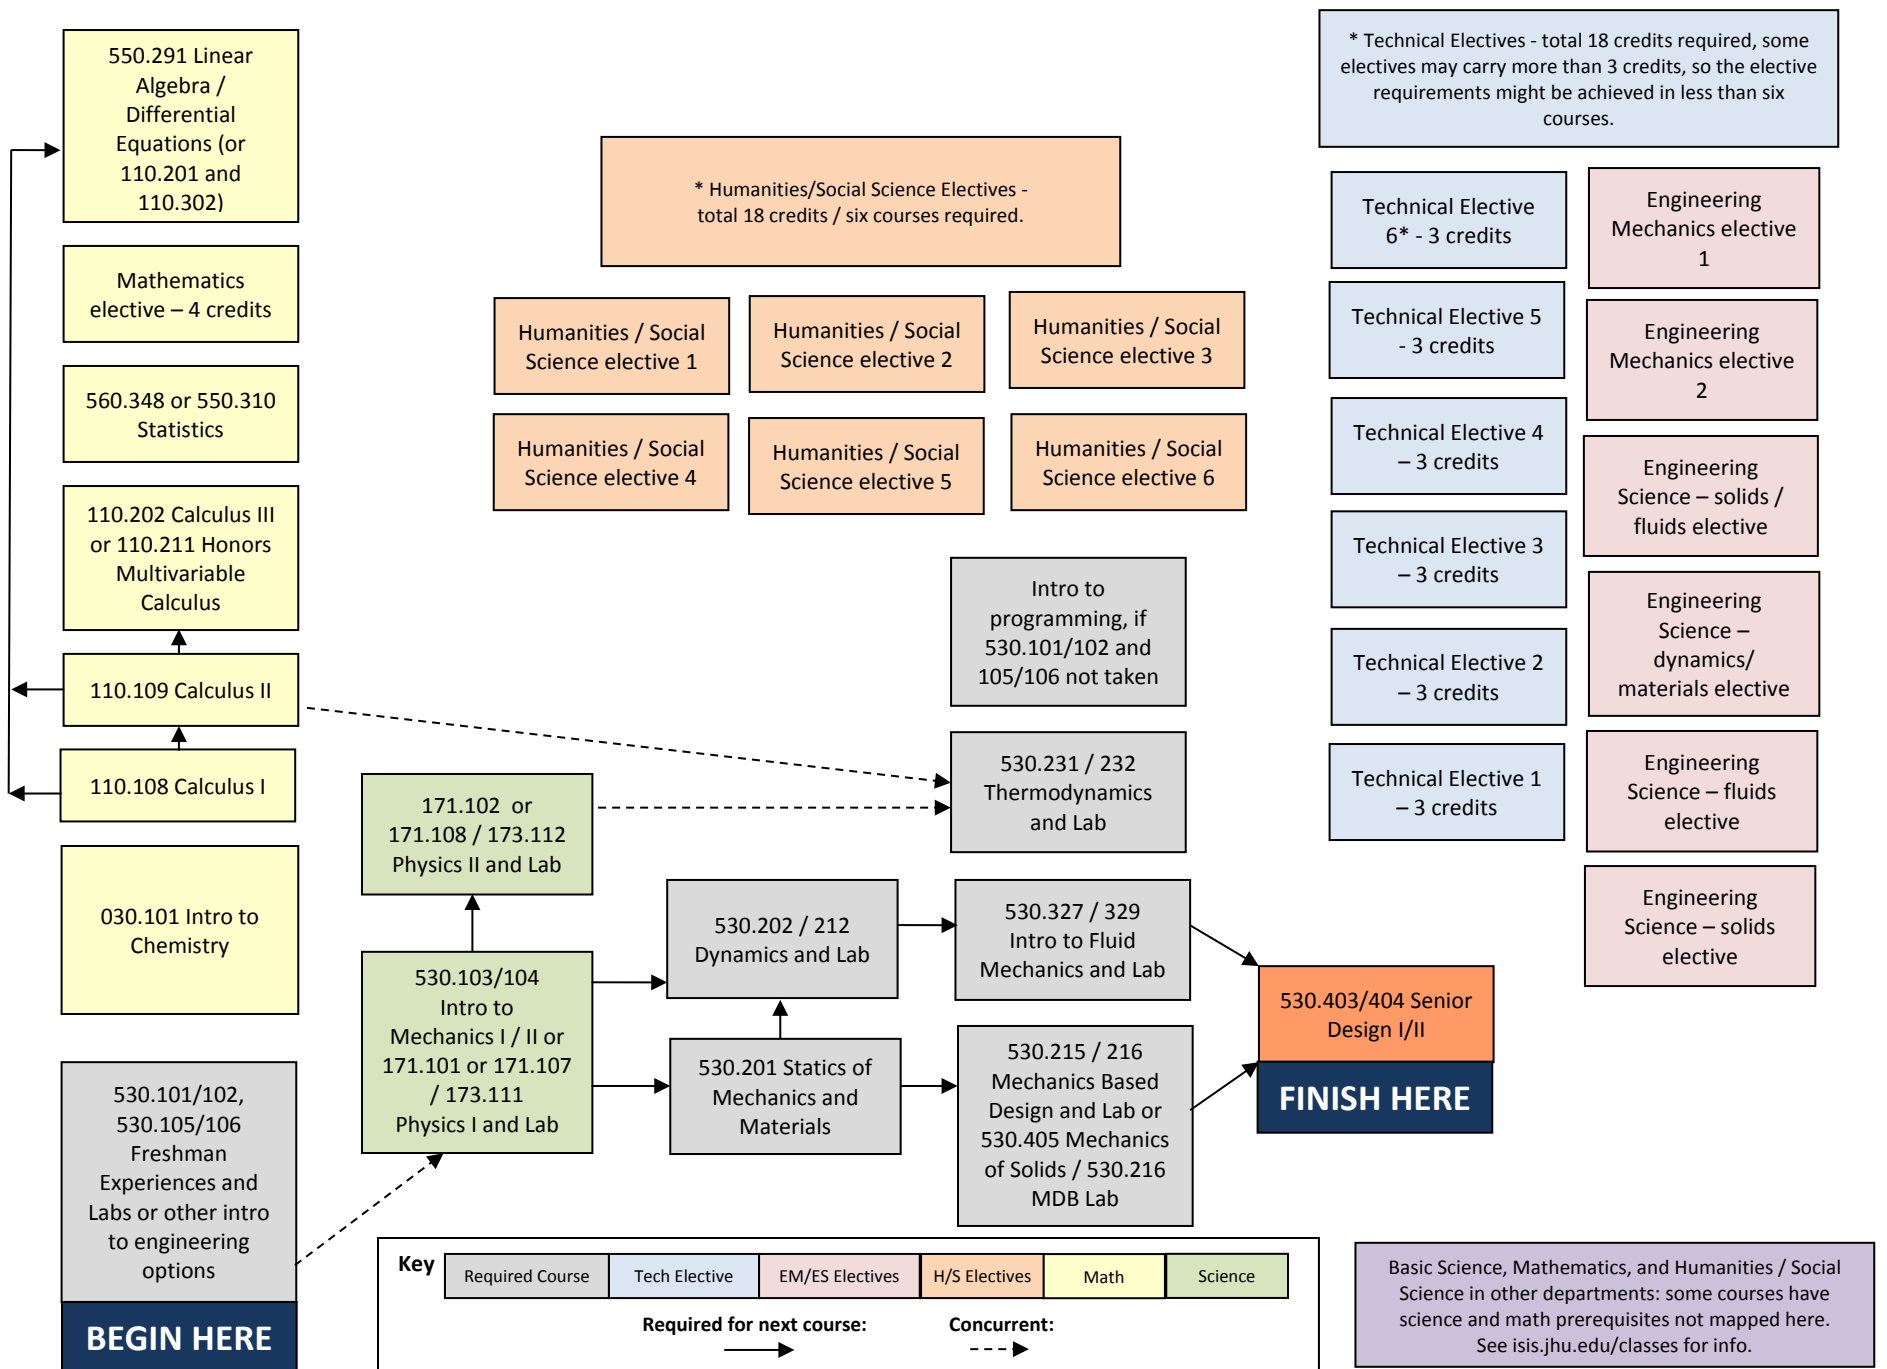 550.291 Linear
Algebra /
Differential
Equations (or
110.201 and
110.302)
Mathematics
elective – 4 credits
560.348 or 550.310
Statistics
110.202 Calculus III
or 110.211 Honors
Multivariable
Calculus
110.109 Calculus II
110.108 Calculus I
030.101 Intro to
Chemistry
530.101/102,
530.105/106
Freshman
Experiences and
Labs or other intro
to engineering
options
BEGIN HERE
171.102  or
171.108 / 173.112
Physics II and Lab
530.103/104
Intro to
Mechanics I / II or
171.101 or 171.107
/ 173.111
Physics I and Lab
* Humanities/Social Science Electives -
total 18 credits / six courses required.
Humanities / Social
Science elective 1
Humanities / Social
Science elective 2
Humanities / Social
Science elective 3
Humanities / Social
Science elective 4
Humanities / Social
Science elective 5
Humanities / Social
Science elective 6
Intro to
programming, if
530.101/102 and
105/106 not taken
530.231 / 232
Thermodynamics
and Lab
530.202 / 212
Dynamics and Lab
530.327 / 329
Intro to Fluid
Mechanics and Lab
530.201 Statics of
Mechanics and
Materials
530.215 / 216
Mechanics Based
Design and Lab or
530.405 Mechanics
of Solids / 530.216
MDB Lab
530.403/404 Senior
Design I/II
FINISH HERE
* Technical Electives - total 18 credits required, some
electives may carry more than 3 credits, so the elective
requirements might be achieved in less than six
courses.
Technical Elective
6* - 3 credits
Technical Elective 5
- 3 credits
Technical Elective 4
– 3 credits
Technical Elective 3
– 3 credits
Technical Elective 2
– 3 credits
Technical Elective 1
– 3 credits
Engineering
Mechanics elective
1
Engineering
Mechanics elective
2
Engineering
Science – solids /
fluids elective
Engineering
Science –
dynamics/
materials elective
Engineering
Science – fluids
elective
Engineering
Science – solids
elective
Key
Required Course
Tech Elective
EM/ES Electives
H/S Electives
Math
Science
Required for next course:
Concurrent:
Basic Science, Mathematics, and Humanities / Social
Science in other departments: some courses have
science and math prerequisites not mapped here.
See isis.jhu.edu/classes for info.